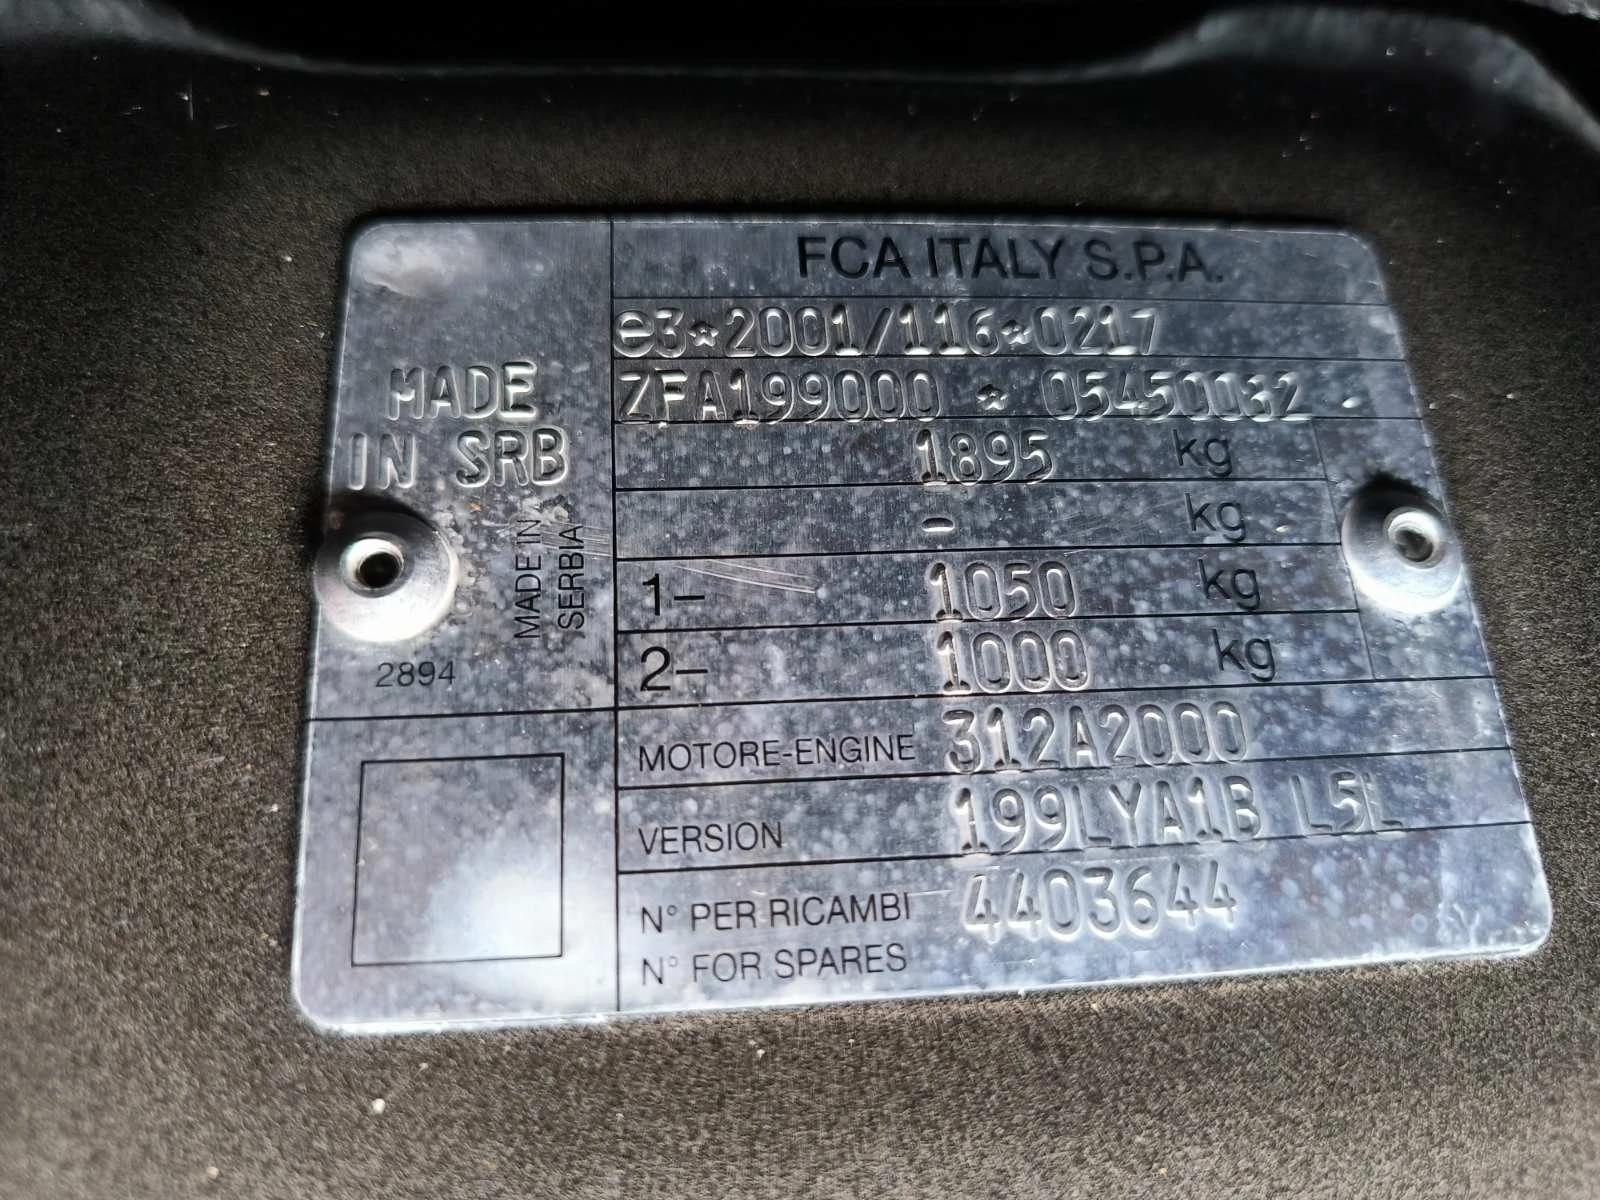 FCA ITALY S.P.A.
e3*2001/116*0217
ZFA199000 * 05450032
MADE
IN SRB
1895 kg
- kg
MADE IN
SERBIA
1- 1050 kg
2- 1000 kg
2894
MOTORE-ENGINE 312A2000
VERSION 199LYA1B L5L
N° PER RICAMBI 4403644
N° FOR SPARES